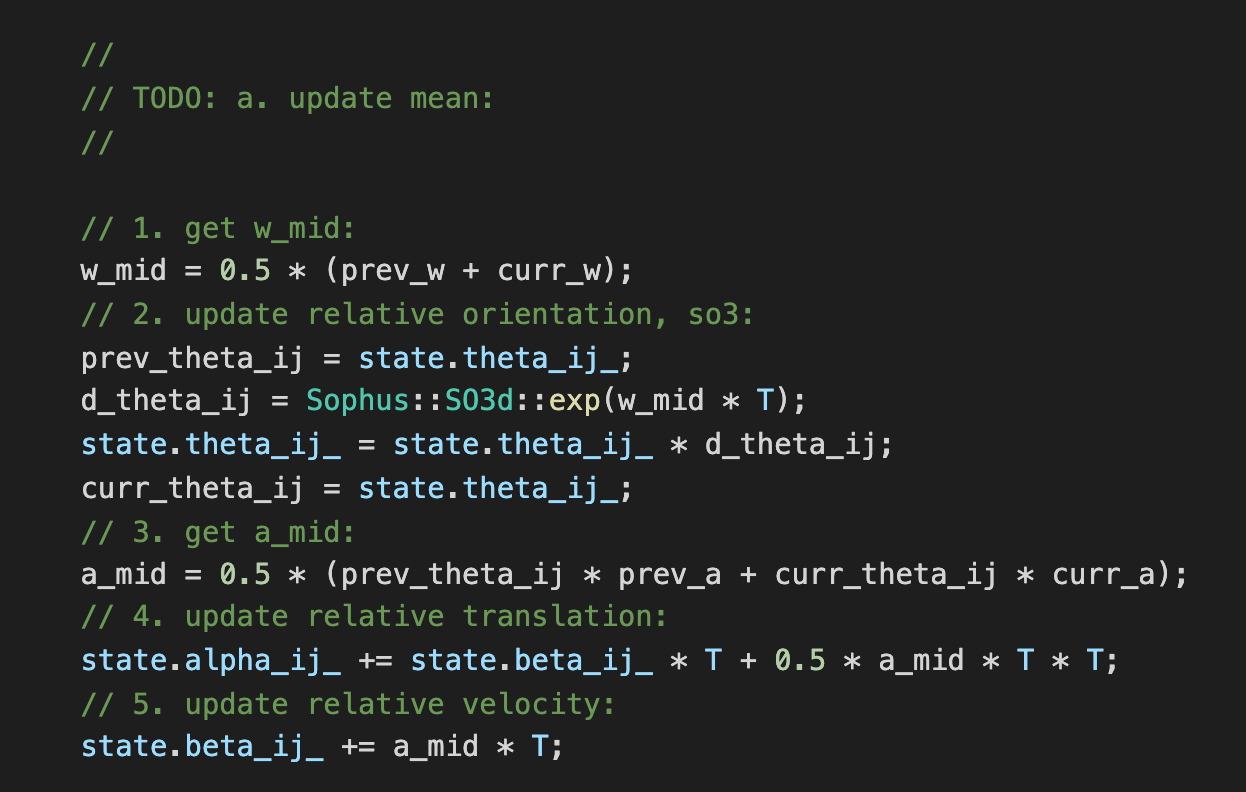 //
// TODO: a. update mean:
//
// 1. get w_mid:
w_mid = 0.5 * (prev_w + curr_w);
// 2. update relative orientation, so3:
prev_theta_ij = state.theta_ij_;
d_theta_ij = Sophus::SO3d::exp(w_mid * T);
state.theta_ij_ = state.theta_ij_ * d_theta_ij;
curr_theta_ij = state.theta_ij_;
// 3. get a_mid:
a_mid = 0.5 * (prev_theta_ij * prev_a + curr_theta_ij * curr_a);
// 4. update relative translation:
state.alpha_ij_ += state.beta_ij_ * T + 0.5 * a_mid * T * T;
// 5. update relative velocity:
state.beta_ij_ += a_mid * T;